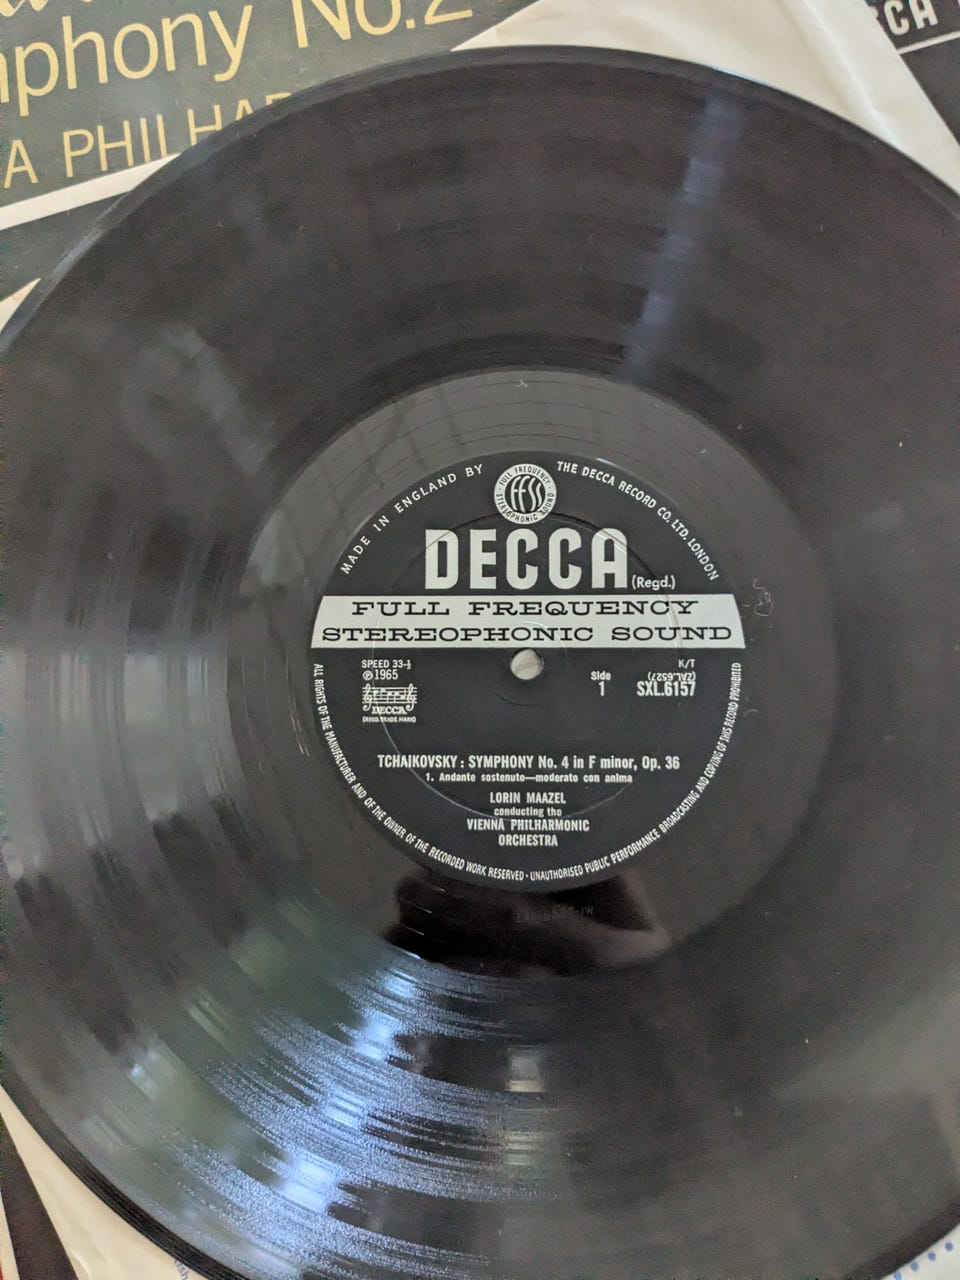 mphony No.2
A PHILHAR
CCA
MADE IN ENGLAND BY
THE DECCA RECORD CO. LTD. LONDON
FULL FREQUENCY
FFSS
STEREOPHONIC SOUND
DECCA (Regd.)
FULL FREQUENCY
STEREOPHONIC SOUND
SPEED 33⅓
℗1965
DECCA
(REGD. TRADE MARK)
Side
1
K/T
(ZAL.6527)
SXL.6157
TCHAIKOVSKY : SYMPHONY No. 4 in F minor, Op. 36
1. Andante sostenuto—moderato con anima
LORIN MAAZEL
conducting the
VIENNA PHILHARMONIC
ORCHESTRA
ALL RIGHTS OF THE MANUFACTURER AND OF THE OWNER OF THE RECORDED WORK RESERVED · UNAUTHORISED PUBLIC PERFORMANCE BROADCASTING AND COPYING OF THIS RECORD PROHIBITED